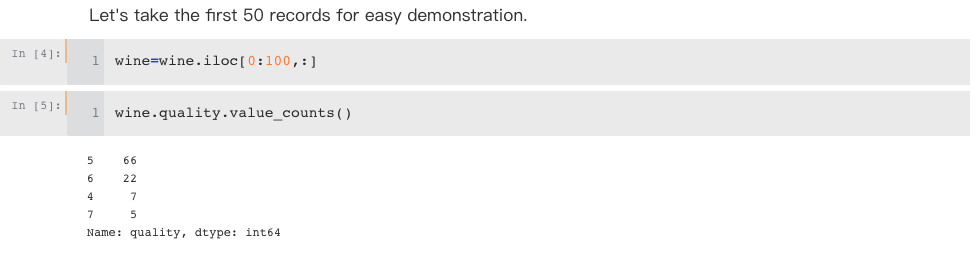 Let's take the first 50 records for easy demonstration.
In [4]: 1 wine=wine.iloc[0:100,:]
In [5]: 1 wine.quality.value_counts()
5 66
6 22
4 7
7 5
Name: quality, dtype: int64